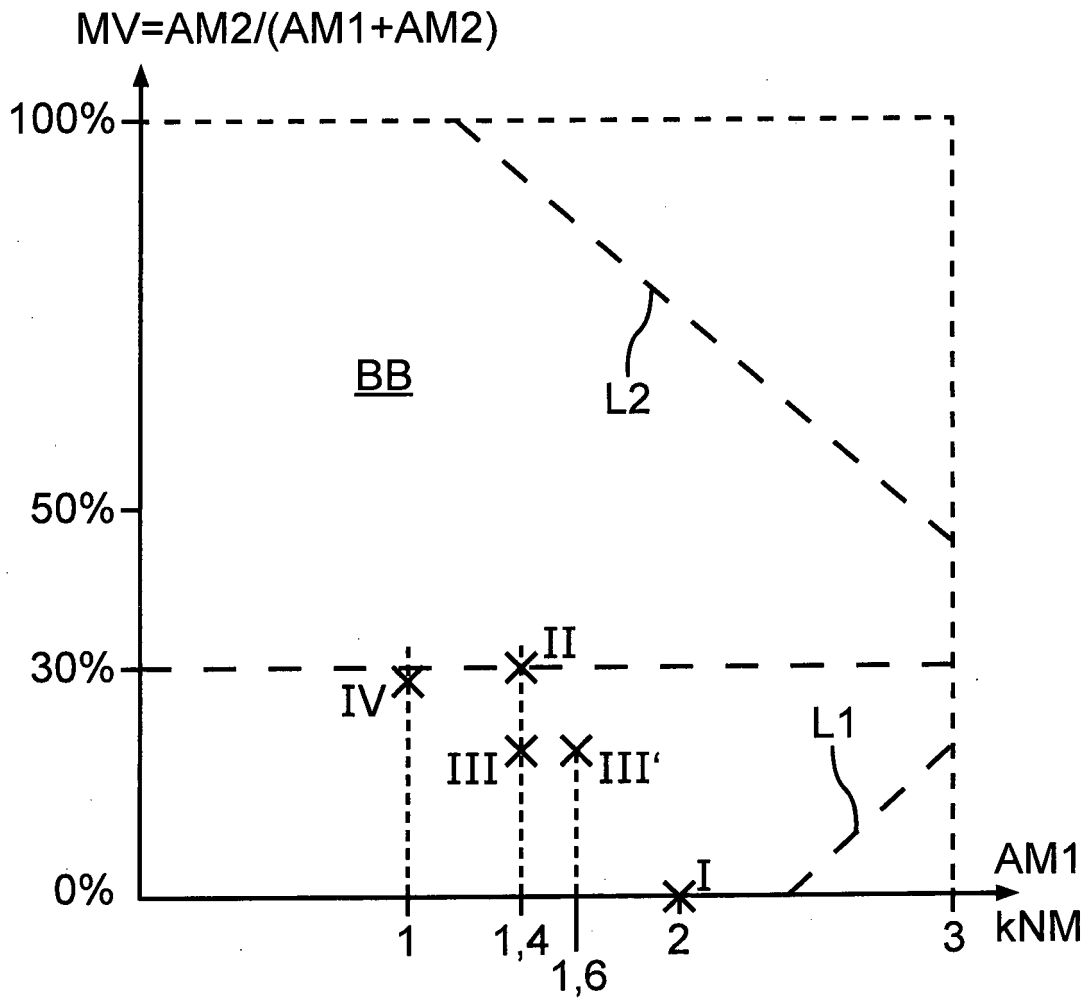 MV=AM2/(AM1+AM2)
100%
BB
L2
50%
30%
II
IV
III
III‘
L1
I
0%
AM1
kNM
1
1,4
1,6
2
3